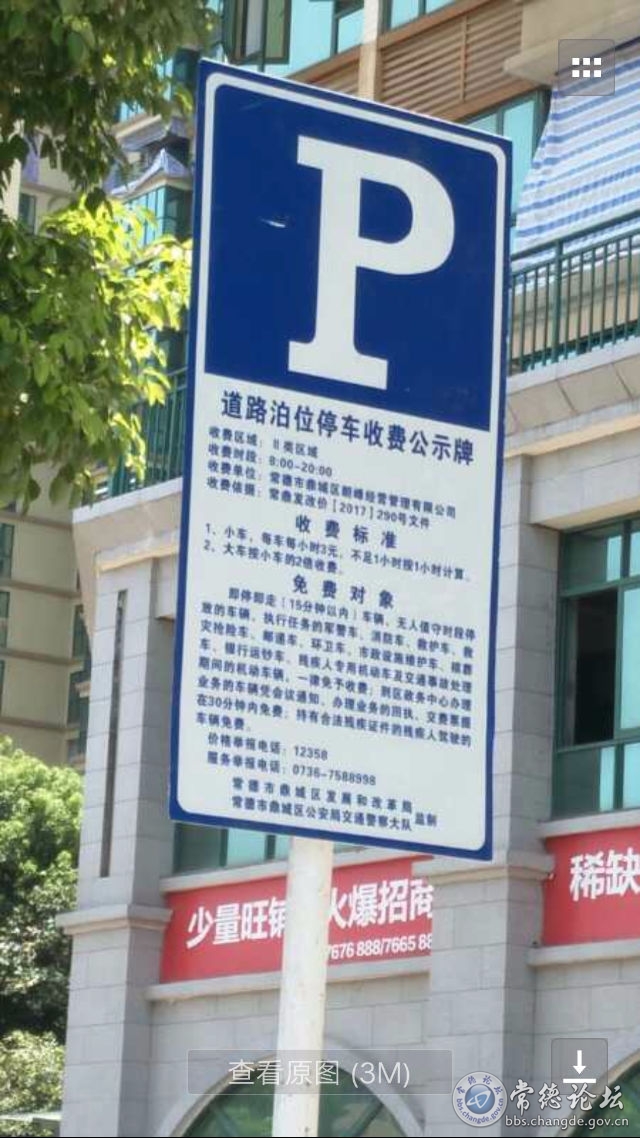 P
道路泊位停车收费公示牌
收费区域：II类区域
收费时段：8:00-20:00
收费单位：常德市鼎城区朗峰经营管理有限公司
收费依据：常鼎发改价［2017］290号文件
收费标准
1、小车，每车每小时3元，不足1小时按1小时计算。
2、大车按小车的2倍收费。
免费对象
即停即走［15分钟以内］车辆，无人值守时段停
放的车辆、执行任务的军警车、消防车、救护车、救
灾抢险车、邮递车、环卫车、市政设施维护车、殡葬
车、银行运钞车、残疾人专用机动车及交通事故处理
期间的机动车辆，一律免予收费；到区政务中心办理
业务的车辆凭会议通知、办理业务的回执、交费票据
在30分钟内免费；持有合法残疾证件的残疾人驾驶的
车辆免费。
价格举报电话：12358
服务举报电话：0736-7588998
常德市鼎城区发展和改革局
常德市鼎城区公安局交通警察大队
监制
少量旺铺 火爆招商
7676 888/7665 88
稀缺
查看原图 (3M)
常德论坛
bbs.changde.gov.cn